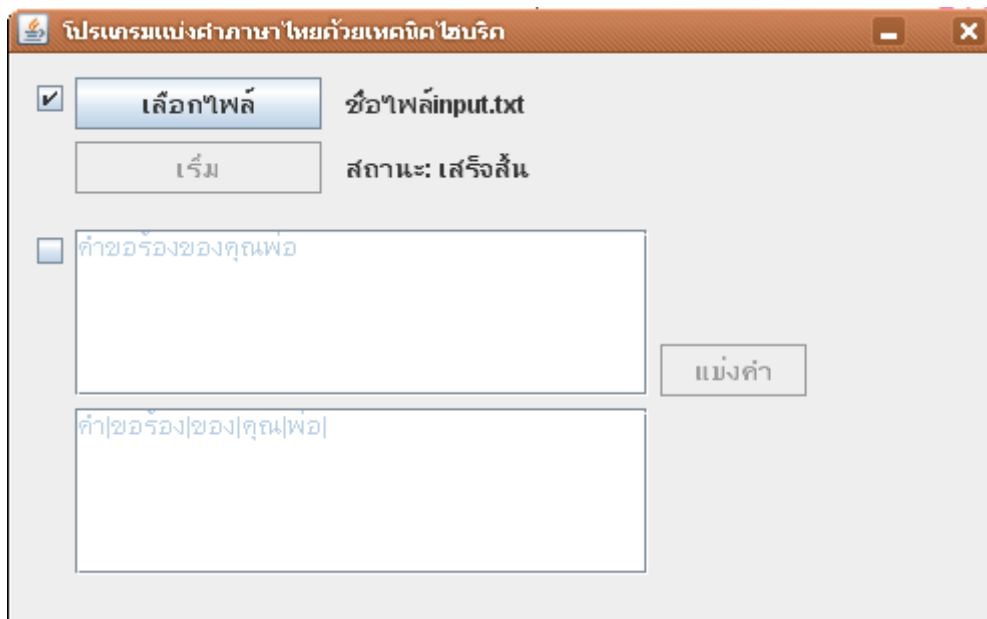 โปรแกรมแบ่งคำภาษาไทยด้วยเทคนิคไฮบริด
เลือกไฟล์ ชื่อไฟล์input.txt
เริ่ม สถานะ: เสร็จสิ้น
คำขอร้องของคุณพ่อ
แบ่งคำ
คำ|ขอร้อง|ของ|คุณ|พ่อ|